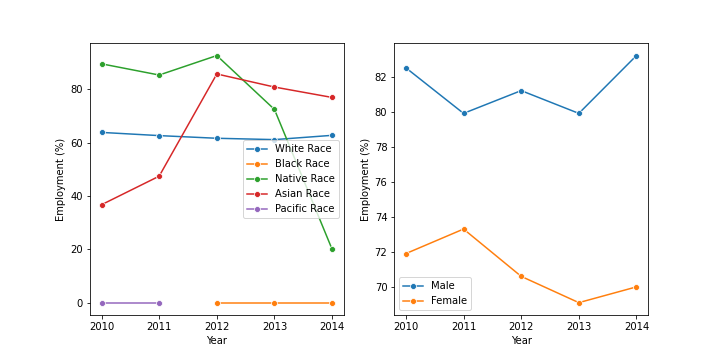 80
60
40
20
0
Employment (%)
2010 2011 2012 2013 2014
Year
White Race
Black Race
Native Race
Asian Race
Pacific Race
82
80
78
76
74
72
70
Employment (%)
2010 2011 2012 2013 2014
Year
Male
Female